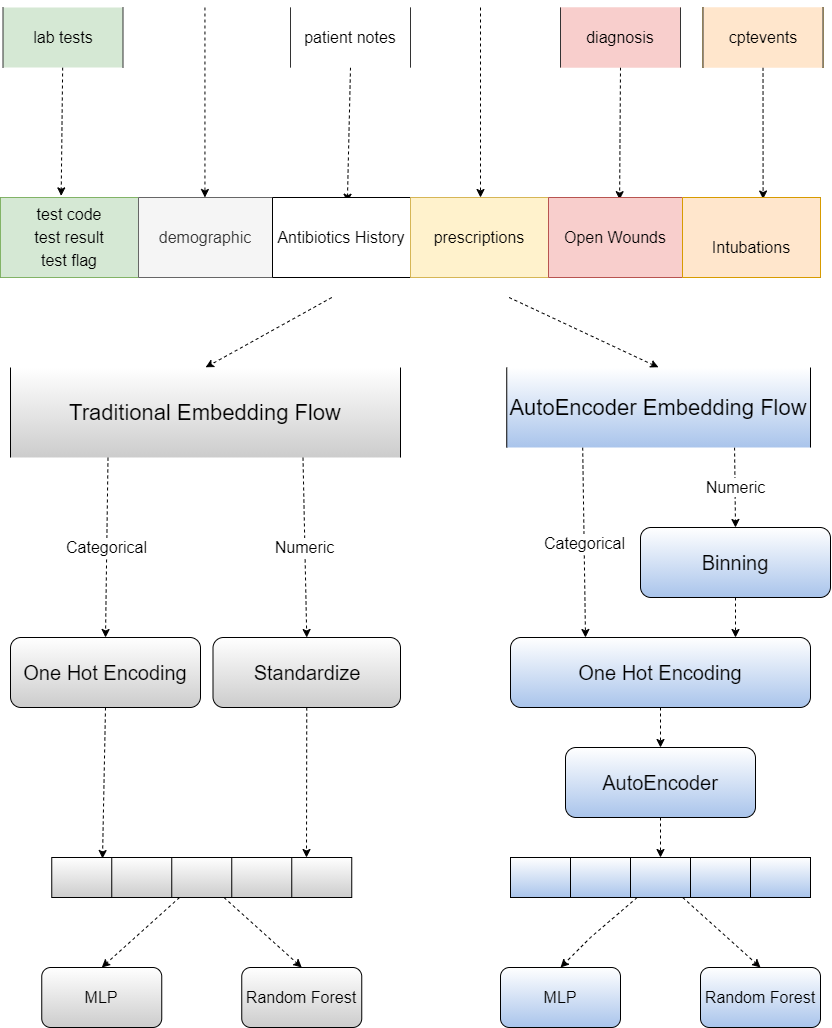 lab tests
patient notes
diagnosis
cptevents
test code
test result
test flag
demographic
Antibiotics History
prescriptions
Open Wounds
Intubations
Traditional Embedding Flow
AutoEncoder Embedding Flow
Categorical
Numeric
Categorical
Numeric
Binning
One Hot Encoding
Standardize
One Hot Encoding
AutoEncoder
MLP
Random Forest
MLP
Random Forest